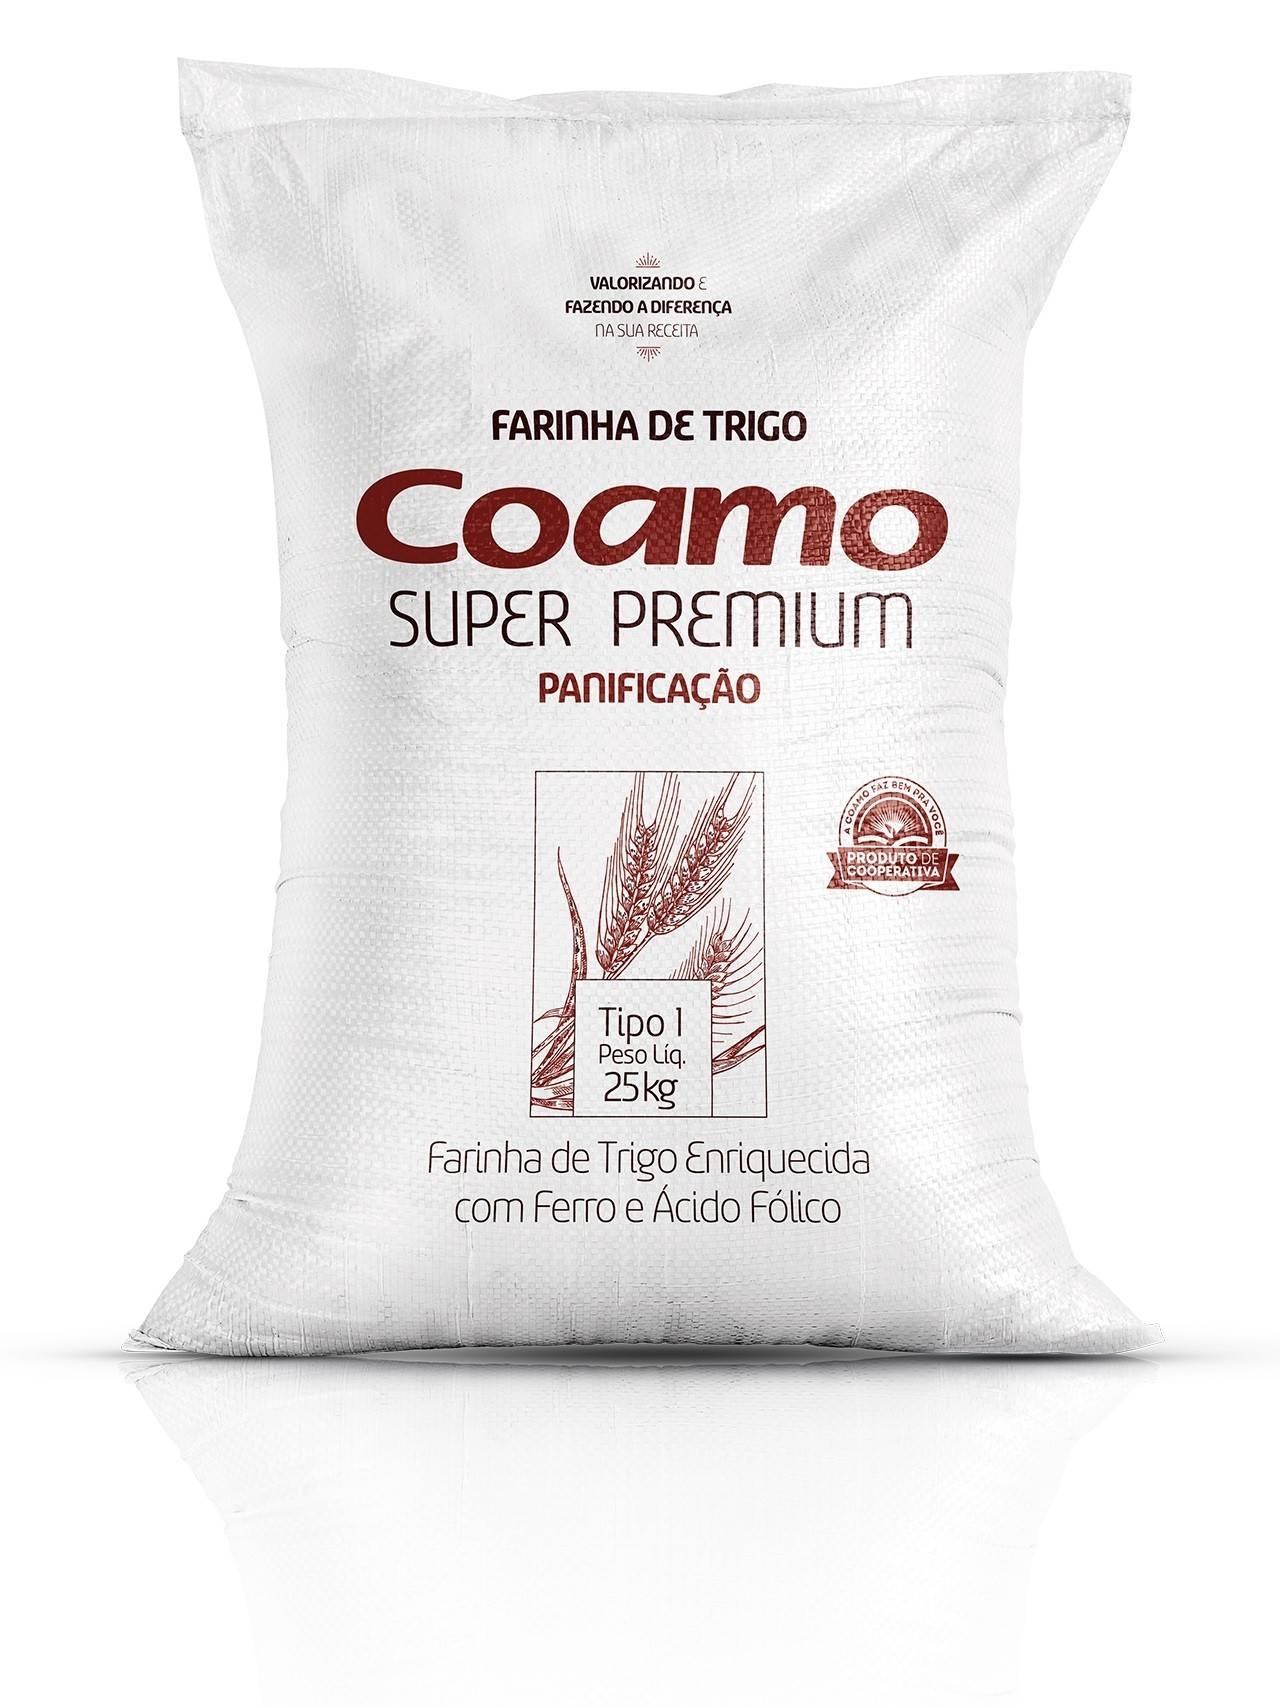 VALORIZANDO E
FAZENDO A DIFERENÇA
NA SUA RECEITA
FARINHA DE TRIGO
Coamo
SUPER PREMIUM
PANIFICAÇÃO
A COAMO FAZ BEM PRA VOCÊ
PRODUTO DE
COOPERATIVA
Tipo 1
Peso Líq.
25kg
Farinha de Trigo Enriquecida
com Ferro e Ácido Fólico